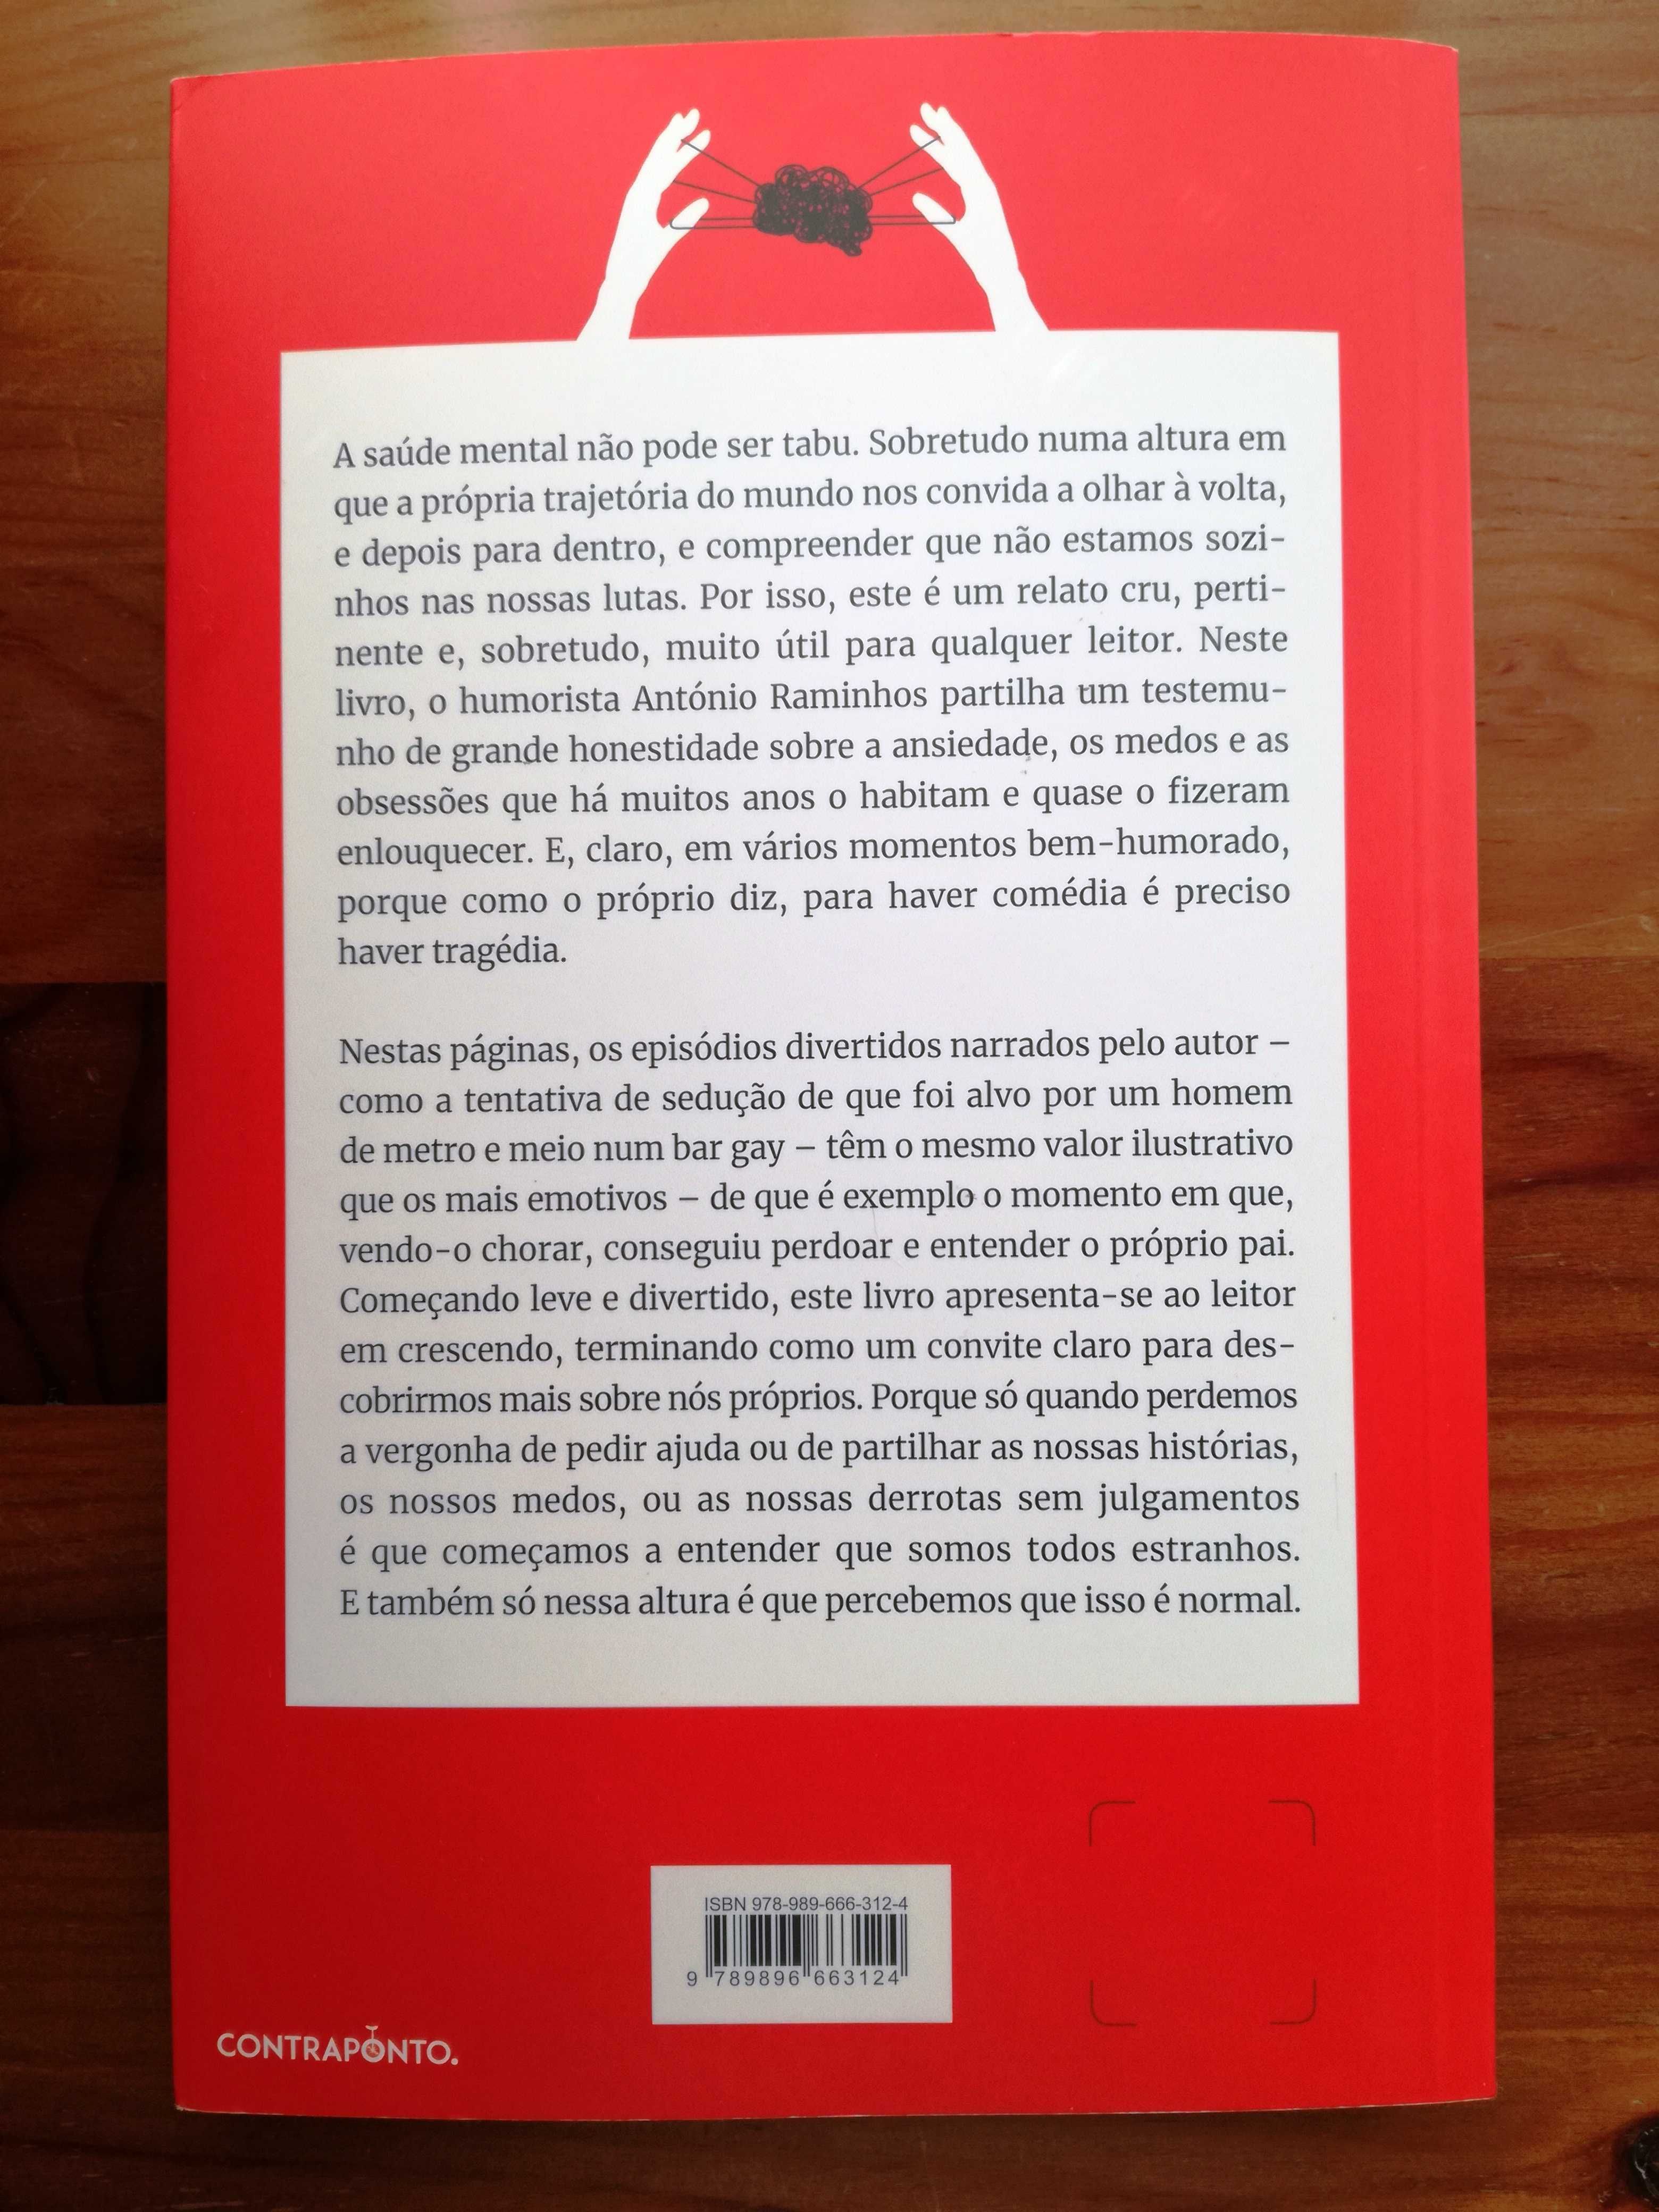 A saúde mental não pode ser tabu. Sobretudo numa altura em
que a própria trajetória do mundo nos convida a olhar à volta,
e depois para dentro, e compreender que não estamos sozi-
nhos nas nossas lutas. Por isso, este é um relato cru, perti-
nente e, sobretudo, muito útil para qualquer leitor. Neste
livro, o humorista António Raminhos partilha um testemu-
nho de grande honestidade sobre a ansiedade, os medos e as
obsessões que há muitos anos o habitam e quase o fizeram
enlouquecer. E, claro, em vários momentos bem-humorado,
porque como o próprio diz, para haver comédia é preciso
haver tragédia.
Nestas páginas, os episódios divertidos narrados pelo autor –
como a tentativa de sedução de que foi alvo por um homem
de metro e meio num bar gay – têm o mesmo valor ilustrativo
que os mais emotivos – de que é exemplo o momento em que,
vendo-o chorar, conseguiu perdoar e entender o próprio pai.
Começando leve e divertido, este livro apresenta-se ao leitor
em crescendo, terminando como um convite claro para des-
cobrirmos mais sobre nós próprios. Porque só quando perdemos
a vergonha de pedir ajuda ou de partilhar as nossas histórias,
os nossos medos, ou as nossas derrotas sem julgamentos
é que começamos a entender que somos todos estranhos.
E também só nessa altura é que percebemos que isso é normal.
ISBN 978-989-666-312-4
9 789896 663124
CONTRAPONTO.